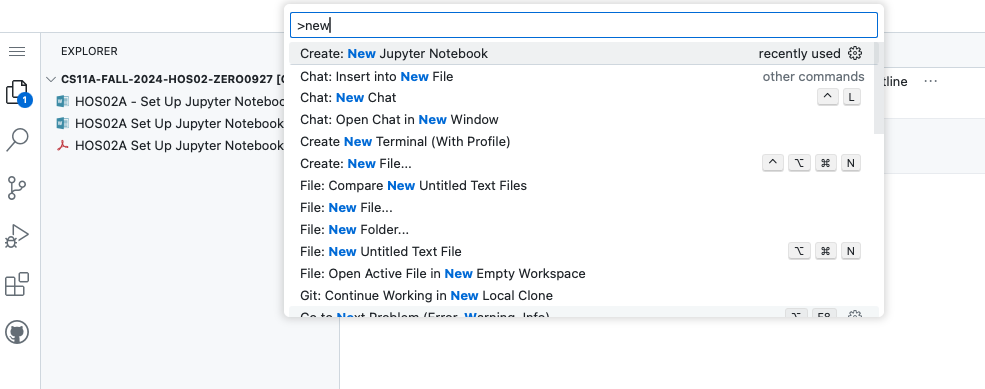 >new
EXPLORER
CS11A-FALL-2024-HOS02-ZERO0927
HOS02A - Set Up Jupyter Notebook
HOS02A Set Up Jupyter Notebook
HOS02A Set Up Jupyter Notebook
1
Create: New Jupyter Notebook recently used
Chat: Insert into New File other commands
Chat: New Chat ^ L
Chat: Open Chat in New Window
Create New Terminal (With Profile)
Create: New File... ^ ⌥ ⌘ N
File: Compare New Untitled Text Files
File: New File...
File: New Folder...
File: New Untitled Text File ⌥ ⌘ N
File: Open Active File in New Empty Workspace
Git: Continue Working in New Local Clone
Go to Next Problem (Error, Warning, Info) ⌥ F8
tline ...